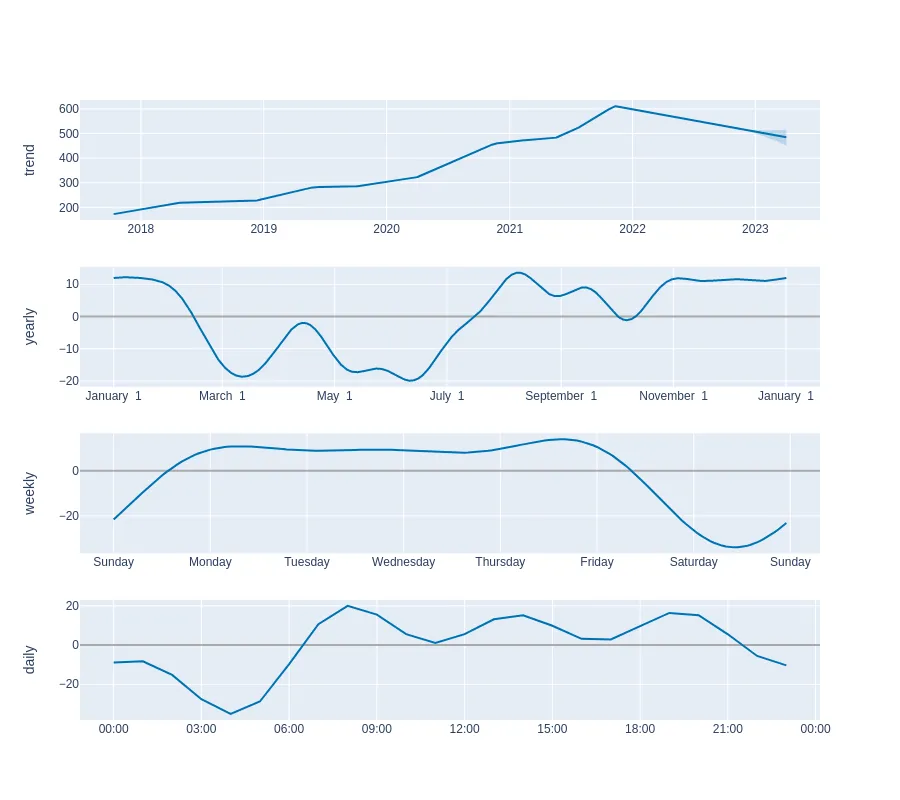 600
500
400
300
200
trend
2018 2019 2020 2021 2022 2023
10
0
−10
−20
yearly
January 1 March 1 May 1 July 1 September 1 November 1 January 1
0
−20
weekly
Sunday Monday Tuesday Wednesday Thursday Friday Saturday Sunday
20
0
−20
daily
00:00 03:00 06:00 09:00 12:00 15:00 18:00 21:00 00:00